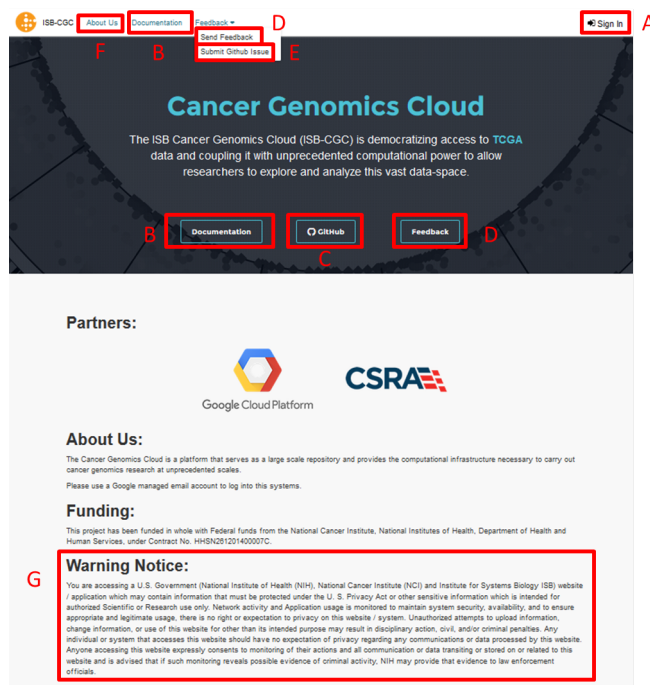 ISB-CGC About Us Documentation Feedback D Sign In A
Send Feedback
F B Submit Github Issue E
Cancer Genomics Cloud
The ISB Cancer Genomics Cloud (ISB-CGC) is democratizing access to TCGA
data and coupling it with unprecedented computational power to allow
researchers to explore and analyze this vast data-space.
B Documentation GitHub Feedback D
C
Partners:
CSRA
Google Cloud Platform
About Us:
The Cancer Genomics Cloud is a platform that serves as a large scale repository and provides the computational infrastructure necessary to carry out
cancer genomics research at unprecedented scales.
Please use a Google managed email account to log into this systems.
Funding:
This project has been funded in whole with Federal funds from the National Cancer Institute, National Institutes of Health, Department of Health and
Human Services, under Contract No. HHSN261201400007C.
Warning Notice:
G
You are accessing a U.S. Government (National Institute of Health (NIH), National Cancer Institute (NCI) and Institute for Systems Biology ISB) website
/ application which may contain information that must be protected under the U. S. Privacy Act or other sensitive information which is intended for
authorized Scientific or Research use only. Network activity and Application usage is monitored to maintain system security, availability, and to ensure
appropriate and legitimate usage, there is no right or expectation to privacy on this website / system. Unauthorized attempts to upload information,
change information, or use of this website for other than its intended purpose may result in disciplinary action, civil, and/or criminal penalties. Any
individual or system that accesses this website should have no expectation of privacy regarding any communications or data processed by this website.
Anyone accessing this website expressly consents to monitoring of their actions and all communication or data transiting or stored on or related to this
website and is advised that if such monitoring reveals possible evidence of criminal activity, NIH may provide that evidence to law enforcement
officials.